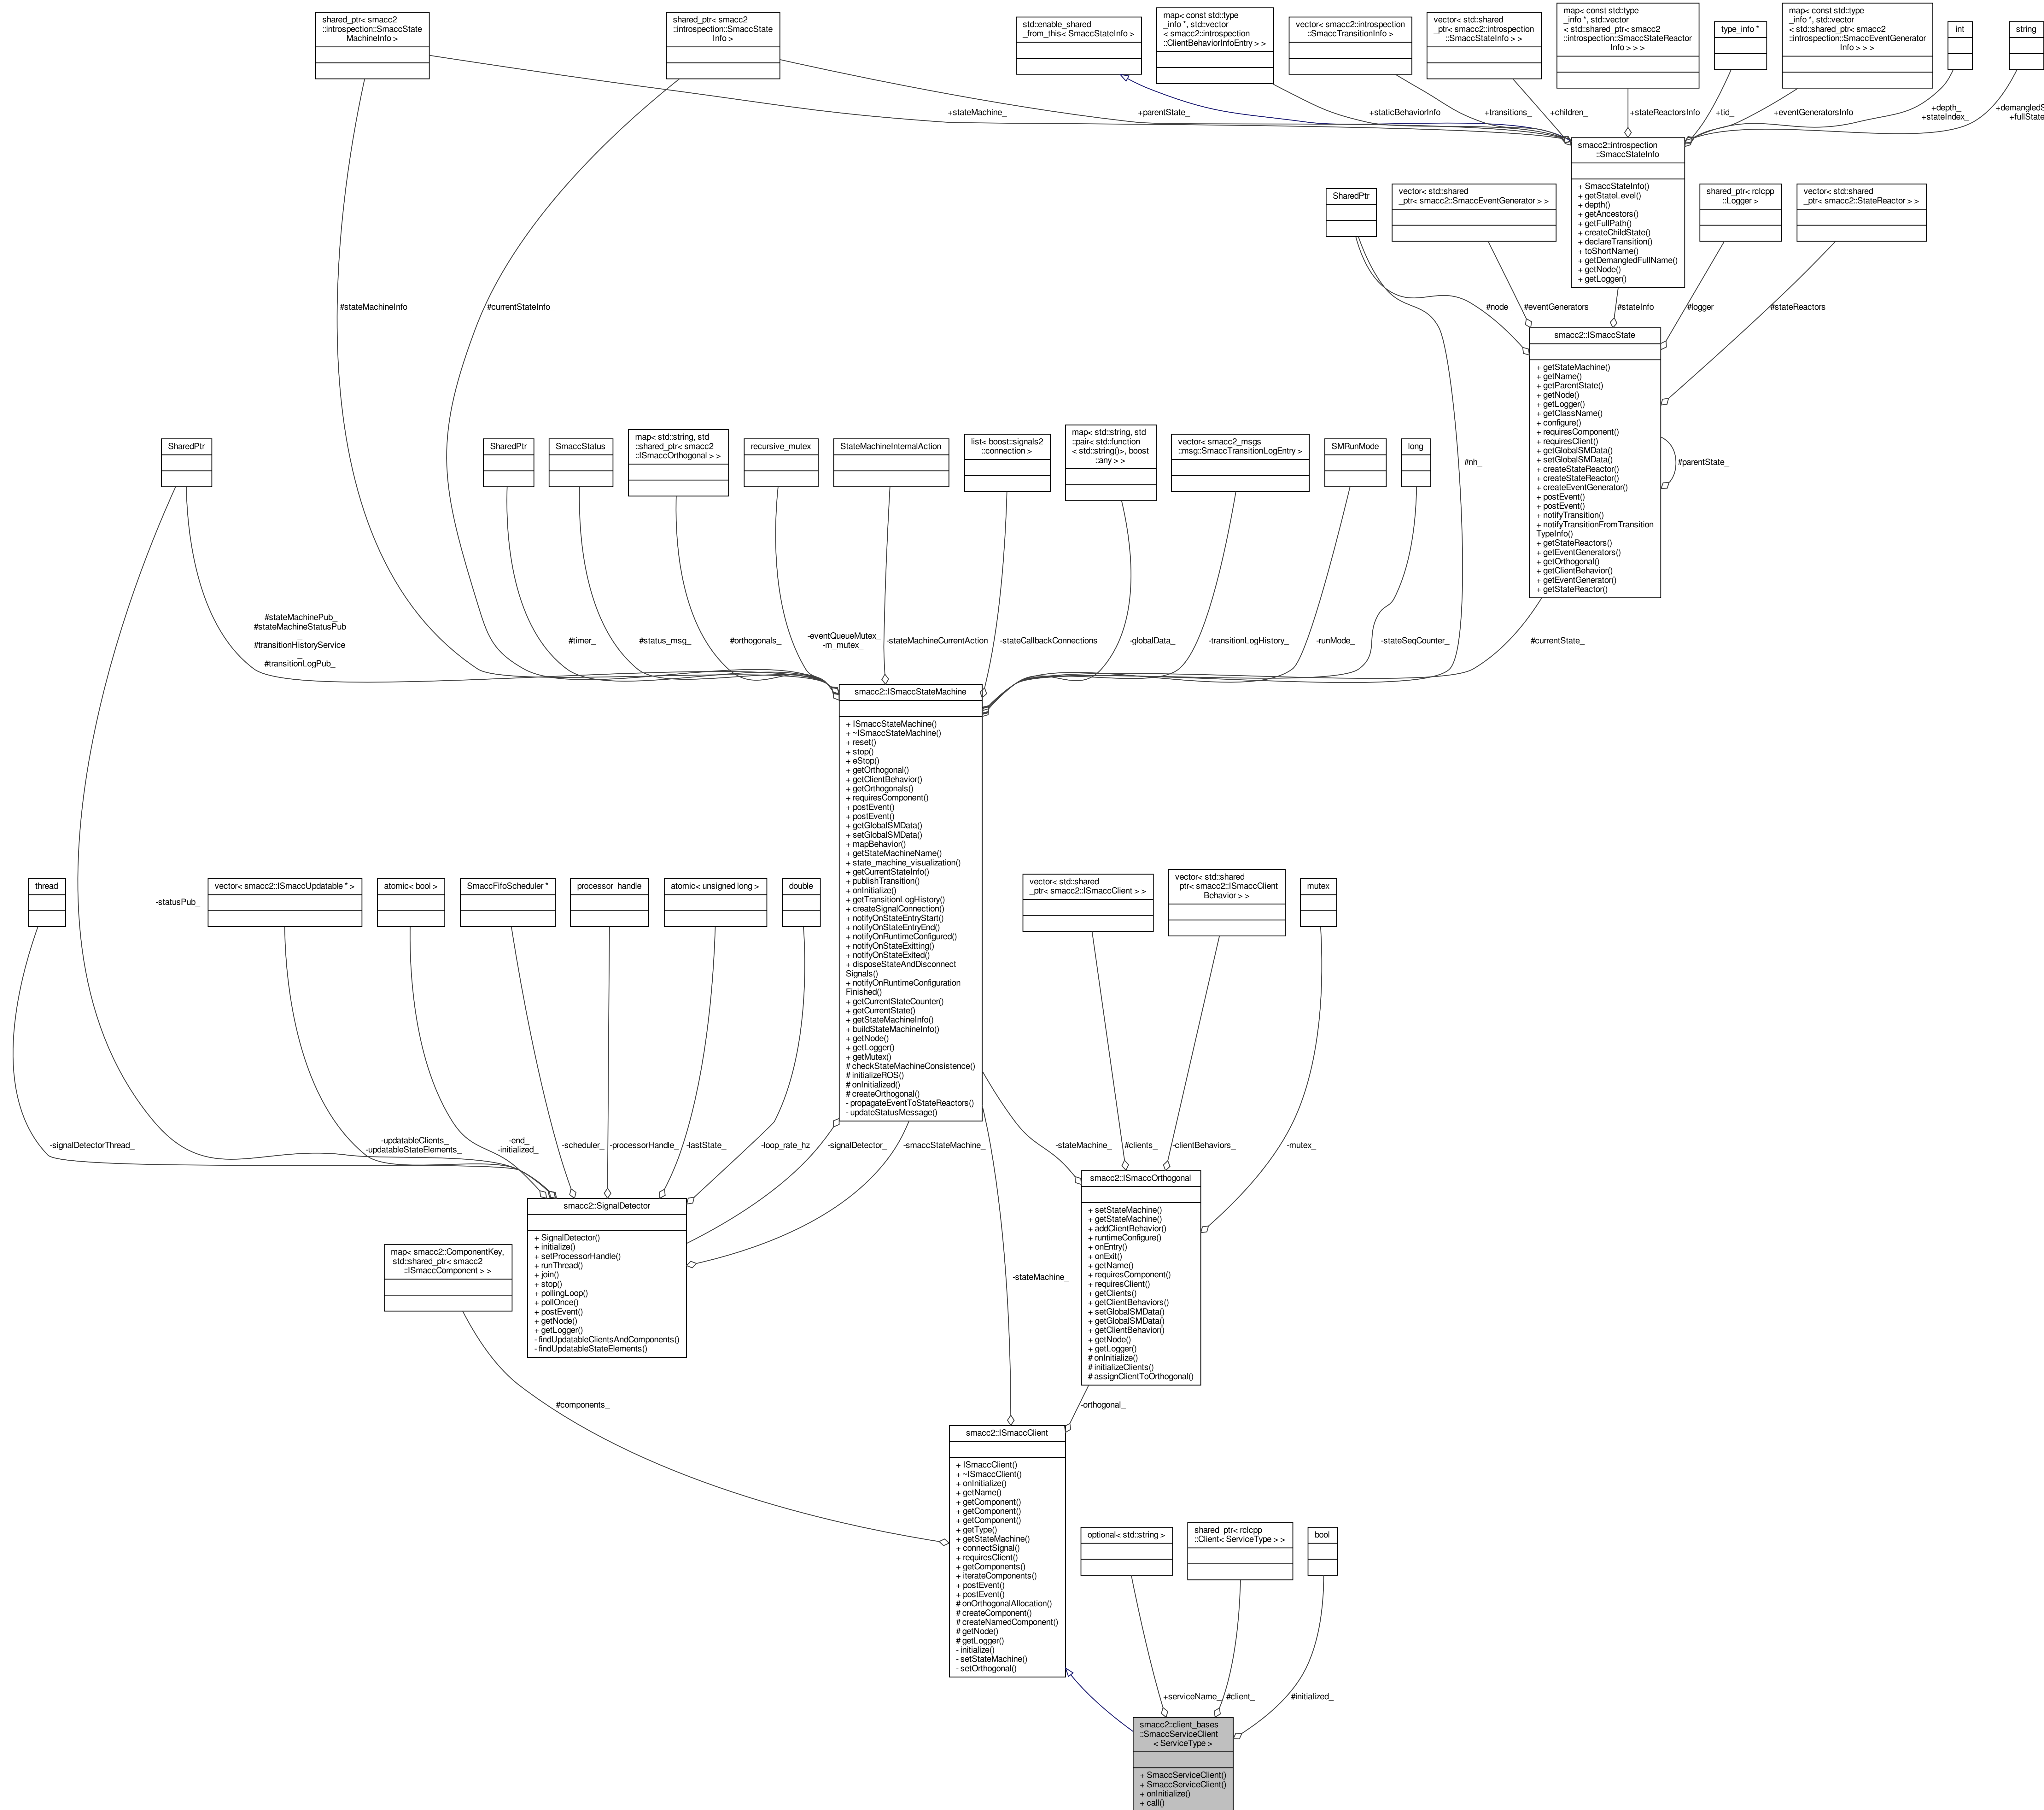 shared_ptr< smacc2
::introspection::SmaccState
MachineInfo >
shared_ptr< smacc2
::introspection::SmaccState
Info >
std::enable_shared
_from_this< SmaccStateInfo >
map< const std::type
_info *, std::vector
< smacc2::introspection
::ClientBehaviorInfoEntry > >
vector< smacc2::introspection
::SmaccTransitionInfo >
vector< std::shared
_ptr< smacc2::introspection
::SmaccStateInfo > >
map< const std::type
_info *, std::vector
< std::shared_ptr< smacc2
::introspection::SmaccStateReactor
Info > > >
type_info *
map< const std::type
_info *, std::vector
< std::shared_ptr< smacc2
::introspection::SmaccEventGenerator
Info > > >
int
string
+stateMachine_
+parentState_
+staticBehaviorInfo
+transitions_
+children_
+stateReactorsInfo
+tid_
+eventGeneratorsInfo
+depth_
+stateIndex_
+demangledS
+fullState
smacc2::introspection
::SmaccStateInfo
+ SmaccStateInfo()
+ getStateLevel()
+ depth()
+ getAncestors()
+ getFullPath()
+ createChildState()
+ declareTransition()
+ toShortName()
+ getDemangledFullName()
+ getNode()
+ getLogger()
SharedPtr
vector< std::shared
_ptr< smacc2::SmaccEventGenerator > >
shared_ptr< rclcpp
::Logger >
vector< std::shared
_ptr< smacc2::StateReactor > >
#stateMachineInfo_
#currentStateInfo_
#node_
#eventGenerators_
#stateInfo_
#logger_
#stateReactors_
smacc2::ISmaccState
+ getStateMachine()
+ getName()
+ getParentState()
+ getNode()
+ getLogger()
+ getClassName()
+ configure()
+ requiresComponent()
+ requiresClient()
+ getGlobalSMData()
+ setGlobalSMData()
+ createStateReactor()
+ createStateReactor()
+ createEventGenerator()
+ postEvent()
+ postEvent()
+ notifyTransition()
+ notifyTransitionFromTransition
TypeInfo()
+ getStateReactors()
+ getEventGenerators()
+ getOrthogonal()
+ getClientBehavior()
+ getEventGenerator()
+ getStateReactor()
#parentState_
SharedPtr
SharedPtr
SmaccStatus
map< std::string, std
::shared_ptr< smacc2
::ISmaccOrthogonal > >
recursive_mutex
StateMachineInternalAction
list< boost::signals2
::connection >
map< std::string, std
::pair< std::function
< std::string()>, boost
::any > >
vector< smacc2_msgs
::msg::SmaccTransitionLogEntry >
SMRunMode
long
#nh_
#stateMachinePub_
#stateMachineStatusPub
_
#transitionHistoryService
_
#transitionLogPub_
#timer_
#status_msg_
#orthogonals_
-eventQueueMutex_
-m_mutex_
-stateMachineCurrentAction
-stateCallbackConnections
-globalData_
-transitionLogHistory_
-runMode_
-stateSeqCounter_
#currentState_
smacc2::ISmaccStateMachine
+ ISmaccStateMachine()
+ ~ISmaccStateMachine()
+ reset()
+ stop()
+ eStop()
+ getOrthogonal()
+ getClientBehavior()
+ getOrthogonals()
+ requiresComponent()
+ postEvent()
+ postEvent()
+ getGlobalSMData()
+ setGlobalSMData()
+ mapBehavior()
+ getStateMachineName()
+ state_machine_visualization()
+ getCurrentStateInfo()
+ publishTransition()
+ onInitialize()
+ getTransitionLogHistory()
+ createSignalConnection()
+ notifyOnStateEntryStart()
+ notifyOnStateEntryEnd()
+ notifyOnRuntimeConfigured()
+ notifyOnStateExitting()
+ notifyOnStateExited()
+ disposeStateAndDisconnect
Signals()
+ notifyOnRuntimeConfiguration
Finished()
+ getCurrentStateCounter()
+ getCurrentState()
+ getStateMachineInfo()
+ buildStateMachineInfo()
+ getNode()
+ getLogger()
+ getMutex()
# checkStateMachineConsistence()
# initializeROS()
# onInitialized()
# createOrthogonal()
- propagateEventToStateReactors()
- updateStatusMessage()
thread
-statusPub_
vector< smacc2::ISmaccUpdatable * >
atomic< bool >
SmaccFifoScheduler *
processor_handle
atomic< unsigned long >
double
vector< std::shared
_ptr< smacc2::ISmaccClient > >
vector< std::shared
_ptr< smacc2::ISmaccClient
Behavior > >
mutex
-signalDetectorThread_
-updatableClients_
-updatableStateElements_
-end_
-initialized_
-scheduler_
-processorHandle_
-lastState_
-loop_rate_hz
-signalDetector_
-smaccStateMachine_
-stateMachine_
#clients_
-clientBehaviors_
-mutex_
smacc2::SignalDetector
+ SignalDetector()
+ initialize()
+ setProcessorHandle()
+ runThread()
+ join()
+ stop()
+ pollingLoop()
+ pollOnce()
+ postEvent()
+ getNode()
+ getLogger()
- findUpdatableClientsAndComponents()
- findUpdatableStateElements()
smacc2::ISmaccOrthogonal
+ setStateMachine()
+ getStateMachine()
+ addClientBehavior()
+ runtimeConfigure()
+ onEntry()
+ onExit()
+ getName()
+ requiresComponent()
+ requiresClient()
+ getClients()
+ getClientBehaviors()
+ setGlobalSMData()
+ getGlobalSMData()
+ getClientBehavior()
+ getNode()
+ getLogger()
# onInitialize()
# initializeClients()
# assignClientToOrthogonal()
map< smacc2::ComponentKey,
std::shared_ptr< smacc2
::ISmaccComponent > >
-stateMachine_
#components_
-orthogonal_
smacc2::ISmaccClient
+ ISmaccClient()
+ ~ISmaccClient()
+ onInitialize()
+ getName()
+ getComponent()
+ getComponent()
+ getComponent()
+ getType()
+ getStateMachine()
+ connectSignal()
+ requiresClient()
+ getComponents()
+ iterateComponents()
+ postEvent()
+ postEvent()
# onOrthogonalAllocation()
# createComponent()
# createNamedComponent()
# getNode()
# getLogger()
- initialize()
- setStateMachine()
- setOrthogonal()
optional< std::string >
shared_ptr< rclcpp
::Client< ServiceType > >
bool
+serviceName_
#client_
#initialized_
smacc2::client_bases
::SmaccServiceClient
< ServiceType >
+ SmaccServiceClient()
+ SmaccServiceClient()
+ onInitialize()
+ call()